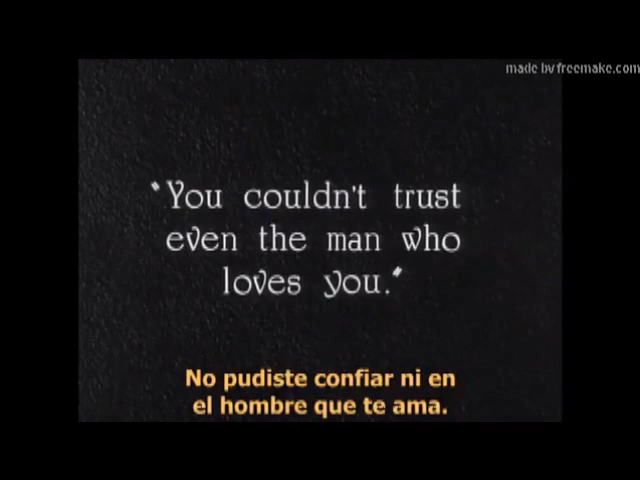 made by freemake.com
"You couldn't trust
even the man who
loves you."
No pudiste confiar ni en
el hombre que te ama.